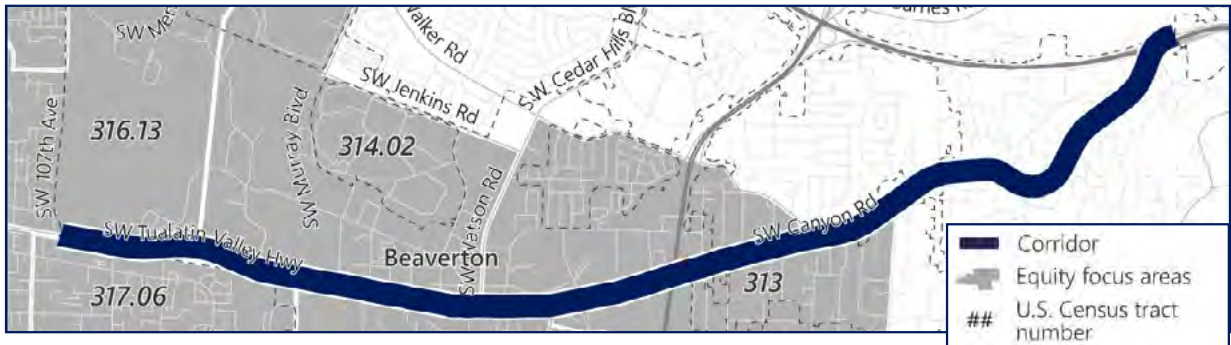 SW Mer
Walker Rd
SW Cedar Hills Bl
SW Jenkins Rd
316.13
314.02
SW 107th Ave
SW Murray Blvd
SW Watson Rd
SW Tualatin Valley Hwy
SW Canyon Rd
Beaverton
317.06
313
Corridor
Equity focus areas
## U.S. Census tract
number